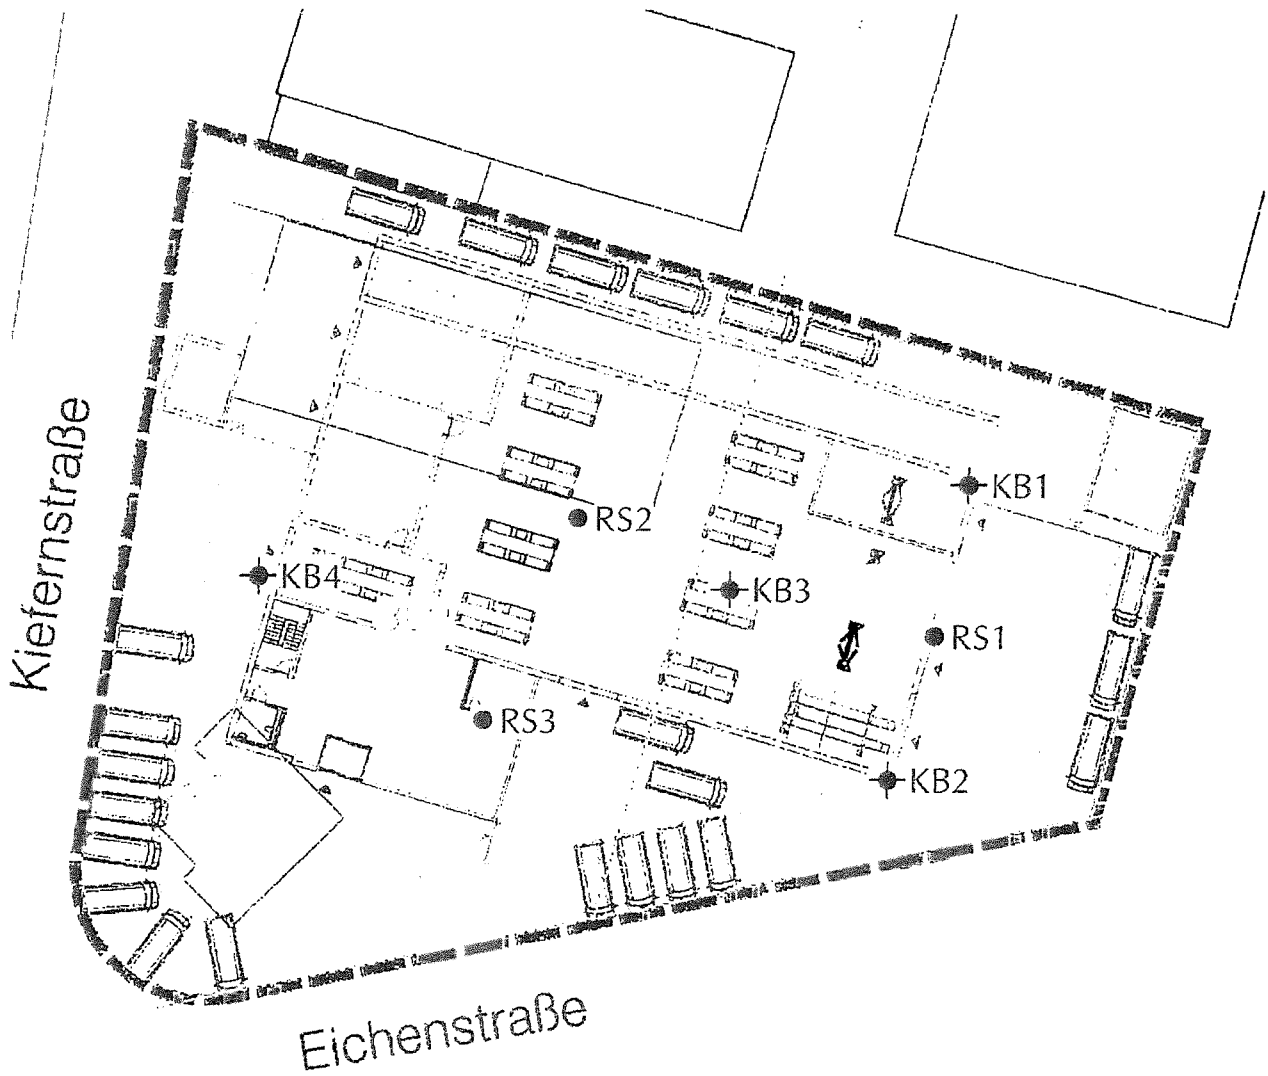 KB1
RS2
KB4
KB3
RS1
RS3
KB2
Kiefernstraße
Eichenstraße